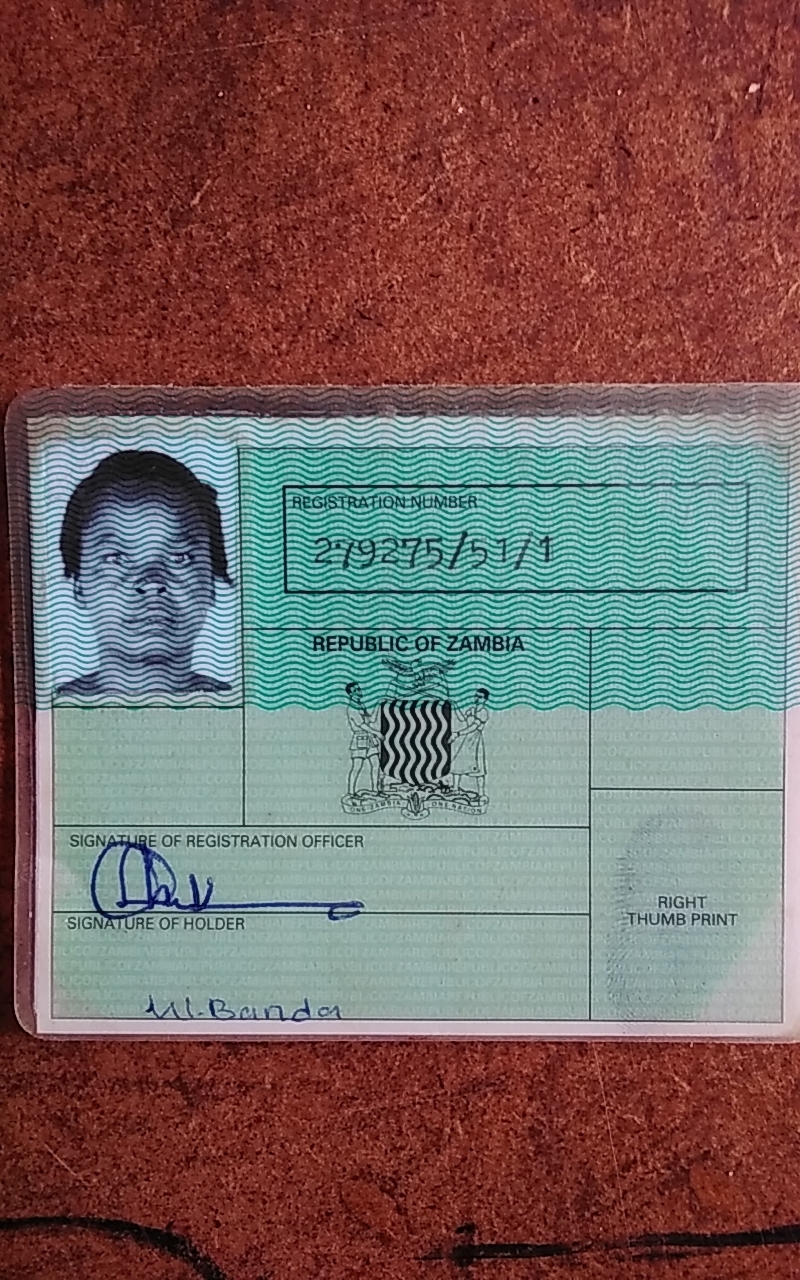 REGISTRATION NUMBER
279275/51/1
REPUBLIC OF ZAMBIA
ONE ZAMBIA ONE NATION
SIGNATURE OF REGISTRATION OFFICER
SIGNATURE OF HOLDER
Banda
RIGHT
THUMB PRINT